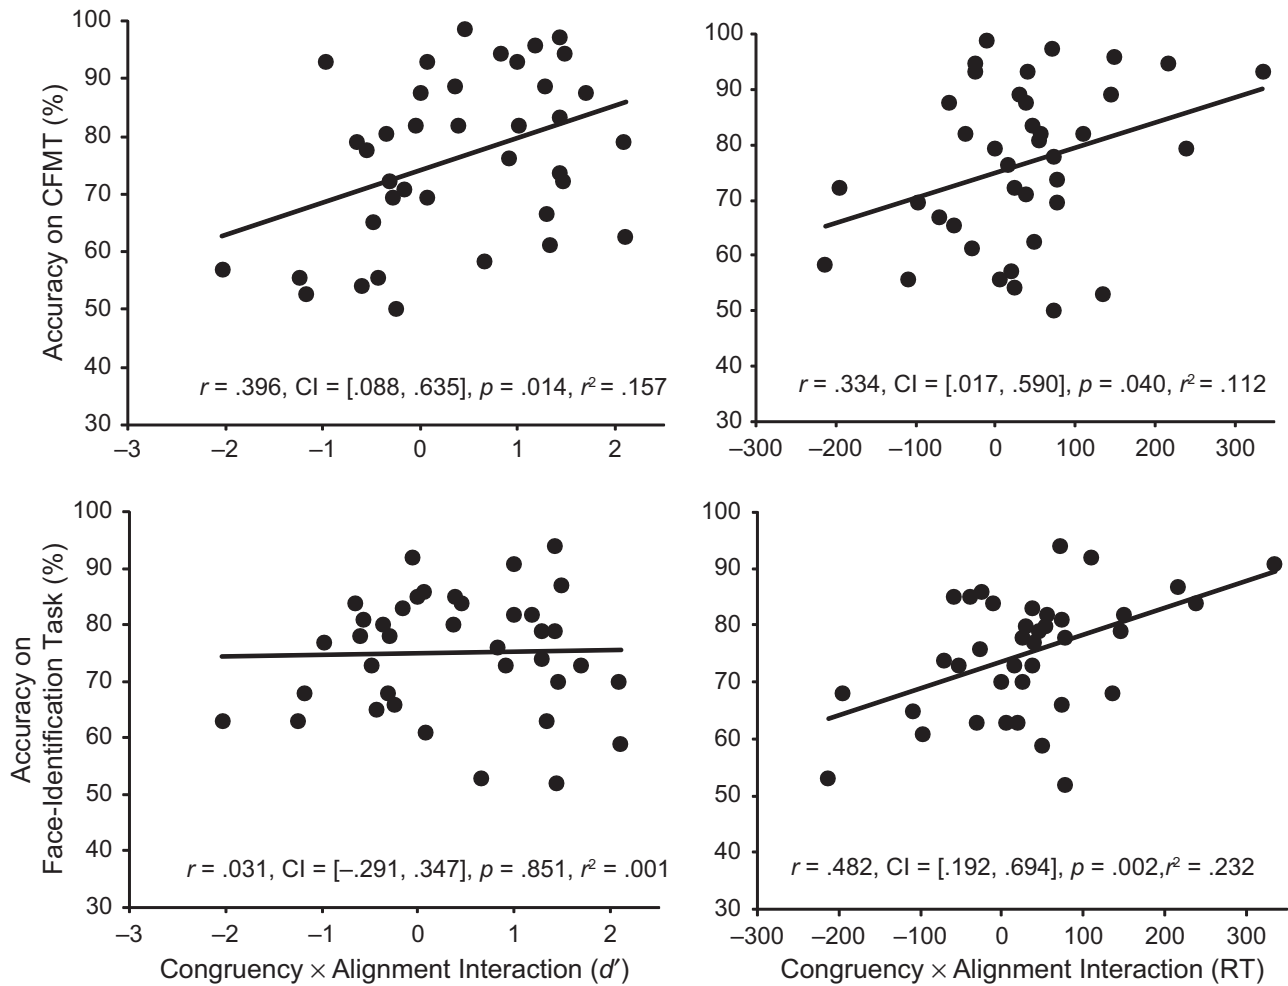 100
90
80
70
60
50
40
30
Accuracy on CFMT (%)
r = .396, CI = [.088, .635], p = .014, r² = .157
–3 –2 –1 0 1 2
100
90
80
70
60
50
40
30
r = .334, CI = [.017, .590], p = .040, r² = .112
–300 –200 –100 0 100 200 300
100
90
80
70
60
50
40
30
Accuracy on
Face-Identification Task (%)
r = .031, CI = [–.291, .347], p = .851, r² = .001
–3 –2 –1 0 1 2
Congruency × Alignment Interaction (d′)
100
90
80
70
60
50
40
30
r = .482, CI = [.192, .694], p = .002,r² = .232
–300 –200 –100 0 100 200 300
Congruency × Alignment Interaction (RT)